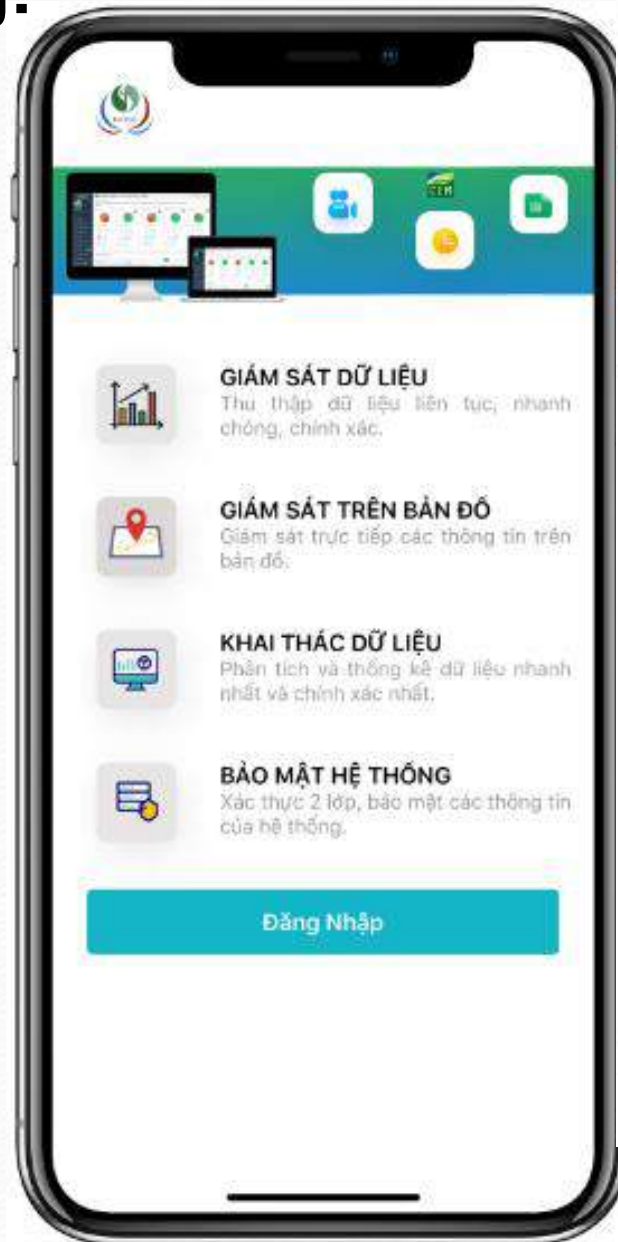 GIÁM SÁT DỮ LIỆU
Thu thập dữ liệu liên tục, nhanh
chóng, chính xác.
GIÁM SÁT TRÊN BẢN ĐỒ
Giám sát trực tiếp các thông tin trên
bản đồ.
KHAI THÁC DỮ LIỆU
Phân tích và thống kê dữ liệu nhanh
nhất và chính xác nhất.
BẢO MẬT HỆ THỐNG
Xác thực 2 lớp, bảo mật các thông tin
của hệ thống.
Đăng Nhập